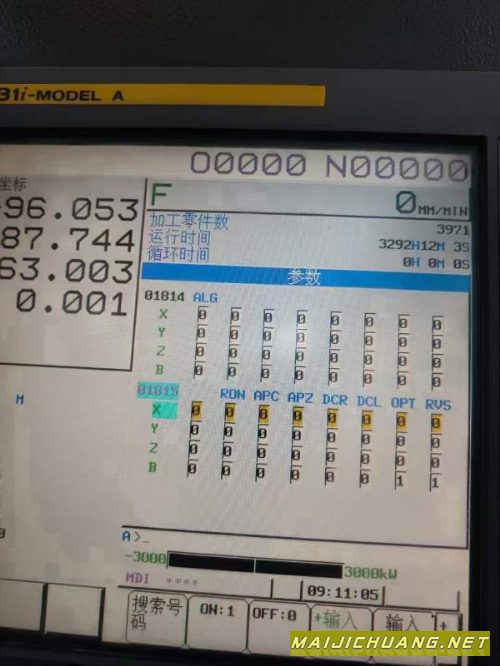 31i-MODEL A
O0000 N00000
坐标
96.053
87.744
63.003
0.001
F 0 MM/MIN
加工零件数 3971
运行时间 3292H12M 3S
循环时间 0H 0M 0S
参数
01814 ALG
X 0 0 0 0 0 0 0 0
Y 0 0 0 0 0 0 0 0
Z 0 0 0 0 0 0 0 0
B 0 0 0 0 0 0 0 0
M
01815 RON APC APZ DCR DCL OPT RVS
X 0 0 0 0 0 0 0 0
Y 0 0 0 0 0 0 0 0
Z 0 0 0 0 0 0 0 0
B 0 0 0 0 0 0 1 1
A>_
-3000 3000kW
MDI ****
09:11:05
搜索号码 ON:1 OFF:0 +输入 输入 +
MAIJICHUANG.NET